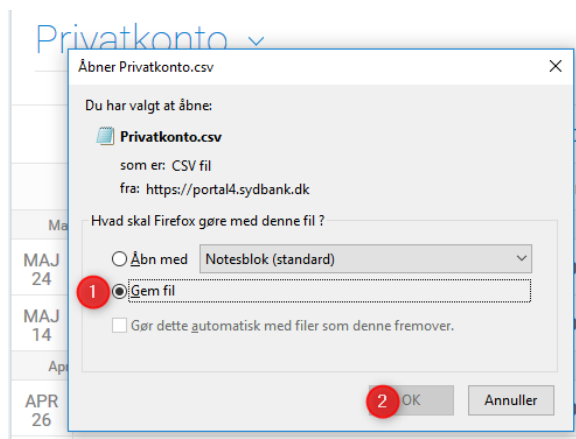 Privatkonto
Åbner Privatkonto.csv
Du har valgt at åbne:
Privatkonto.csv
som er: CSV fil
fra: https://portal4.sydbank.dk
Hvad skal Firefox gøre med denne fil ?
Ma
MAJ
24
Åbn med Notesblok (standard)
1 Gem fil
MAJ
14
Gør dette automatisk med filer som denne fremover.
Apr
APR
26
2 OK Annuller